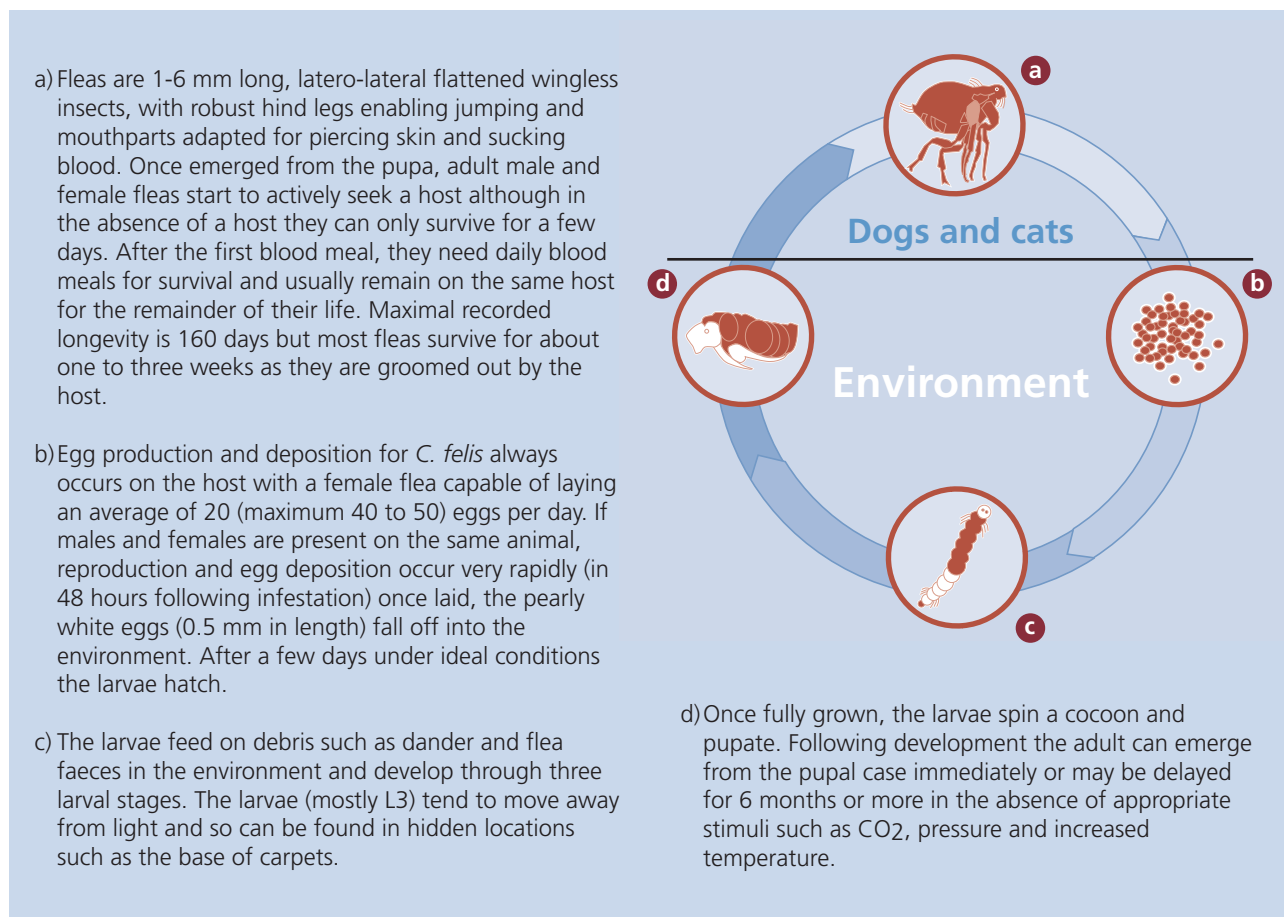 a) Fleas are 1-6 mm long, latero-lateral flattened wingless
insects, with robust hind legs enabling jumping and
mouthparts adapted for piercing skin and sucking
blood. Once emerged from the pupa, adult male and
female fleas start to actively seek a host although in
the absence of a host they can only survive for a few
days. After the first blood meal, they need daily blood
meals for survival and usually remain on the same host
for the remainder of their life. Maximal recorded
longevity is 160 days but most fleas survive for about
one to three weeks as they are groomed out by the
host.
b) Egg production and deposition for C. felis always
occurs on the host with a female flea capable of laying
an average of 20 (maximum 40 to 50) eggs per day. If
males and females are present on the same animal,
reproduction and egg deposition occur very rapidly (in
48 hours following infestation) once laid, the pearly
white eggs (0.5 mm in length) fall off into the
environment. After a few days under ideal conditions
the larvae hatch.
c) The larvae feed on debris such as dander and flea
faeces in the environment and develop through three
larval stages. The larvae (mostly L3) tend to move away
from light and so can be found in hidden locations
such as the base of carpets.
a
Dogs and cats
d
b
Environment
c
d) Once fully grown, the larvae spin a cocoon and
pupate. Following development the adult can emerge
from the pupal case immediately or may be delayed
for 6 months or more in the absence of appropriate
stimuli such as CO2, pressure and increased
temperature.